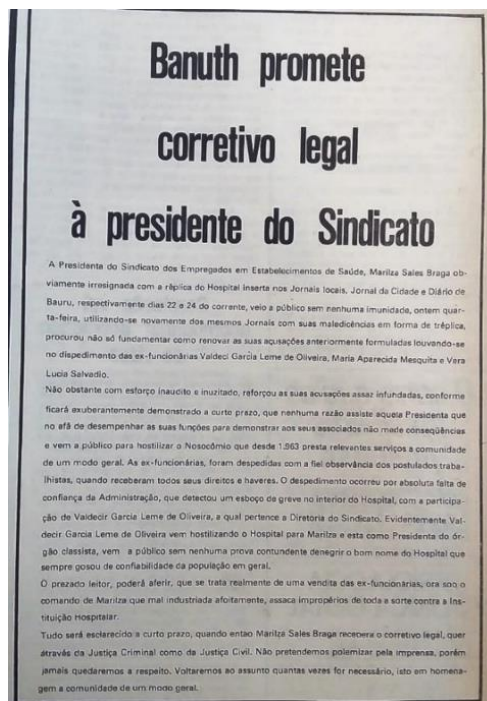 Banuth promete
corretivo legal
à presidente do Sindicato
A Presidenta do Sindicato dos Empregados em Estabelecimentos de Saúde, Marilza Sales Braga ob-
viamente irresignada com a réplica do Hospital inserta nos Jornais locais, Jornal da Cidade e Diário de
Bauru, respectivamente dias 22 e 24 do corrente, veio a público sem nenhuma imunidade, ontem quar-
ta-feira, utilizando-se novamente dos mesmos Jornais com suas maledicências em forma de tréplica,
procurou não só fundamentar como renovar as suas acusações anteriormente formuladas louvando-se
no dispedimento das ex-funcionárias Valdeci Garcia Leme de Oliveira, Maria Aparecida Mesquita e Vera
Lucia Salvadio.
Não obstante com esforço inaudito e inuzitado, reforçou as suas acusações assaz infundadas, conforme
ficará exuberantemente demonstrado a curto prazo, que nenhuma razão assiste aquela Presidenta que
no afã de desempenhar as suas funções para demonstrar aos seus associados não mede conseqüências
e vem a público para hostilizar o Nosocômio que desde 1.963 presta relevantes serviços a comunidade
de um modo geral. As ex-funcionárias, foram despedidas com a fiel observância dos postulados traba-
lhistas, quando receberam todos seus direitos e haveres. O despedimento ocorreu por absoluta falta de
confiança da Administração, que detectou um esboço de greve no interior do Hospital, com a participa-
ção de Valdecir Garcia Leme de Oliveira, a qual pertence a Diretoria do Sindicato. Evidentemente Val-
decir Garcia Leme de Oliveira vem hostilizando o Hospital para Marilza e esta como Presidenta do ór-
gão classista, vem a público sem nenhuma prova contundente denegrir o bom nome do Hospital que
sempre gosou de confiabilidade da população em geral.
O prezado leitor, poderá aferir, que se trata realmente de uma vendita das ex-funcionárias, ora sob o
comando de Marilza que mal industriada afoitamente, assaca impropérios de toda a sorte contra a Ins-
tituição Hospitalar.
Tudo será esclarecido a curto prazo, quando então Maritza Sales Braga recebera o corretivo legal, quer
através da Justiça Criminal como da Justiça Civil. Não pretendemos polemizar pela imprensa, porém
jamais quedaremos a respeito. Voltaremos ao assunto quantas vezes for necessário, isto em homena-
gem a comunidade de um modo geral.